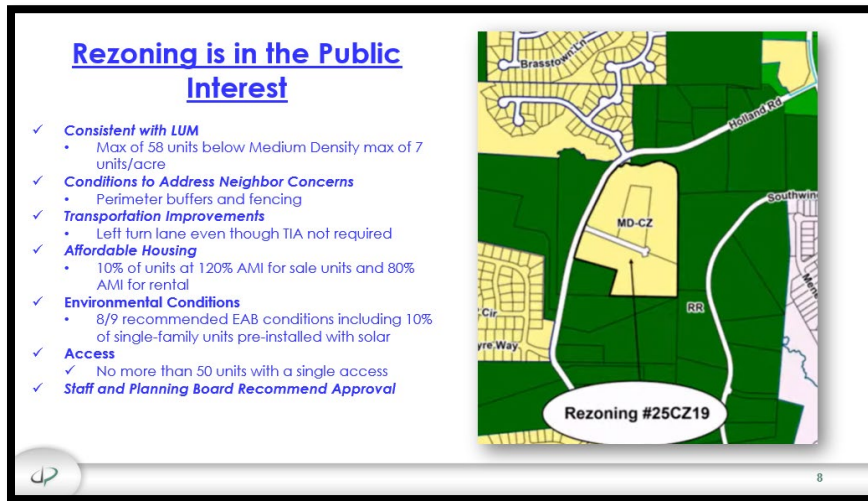 Rezoning is in the Public
Interest
✓ Consistent with LUM
• Max of 58 units below Medium Density max of 7
units/acre
✓ Conditions to Address Neighbor Concerns
• Perimeter buffers and fencing
✓ Transportation Improvements
• Left turn lane even though TIA not required
✓ Affordable Housing
• 10% of units at 120% AMI for sale units and 80%
AMI for rental
✓ Environmental Conditions
• 8/9 recommended EAB conditions including 10%
of single-family units pre-installed with solar
✓ Access
✓ No more than 50 units with a single access
✓ Staff and Planning Board Recommend Approval
Brasstown Ln
Holland Rd
MD-CZ
RR
Cir
yre Way
Rezoning #25CZ19
8